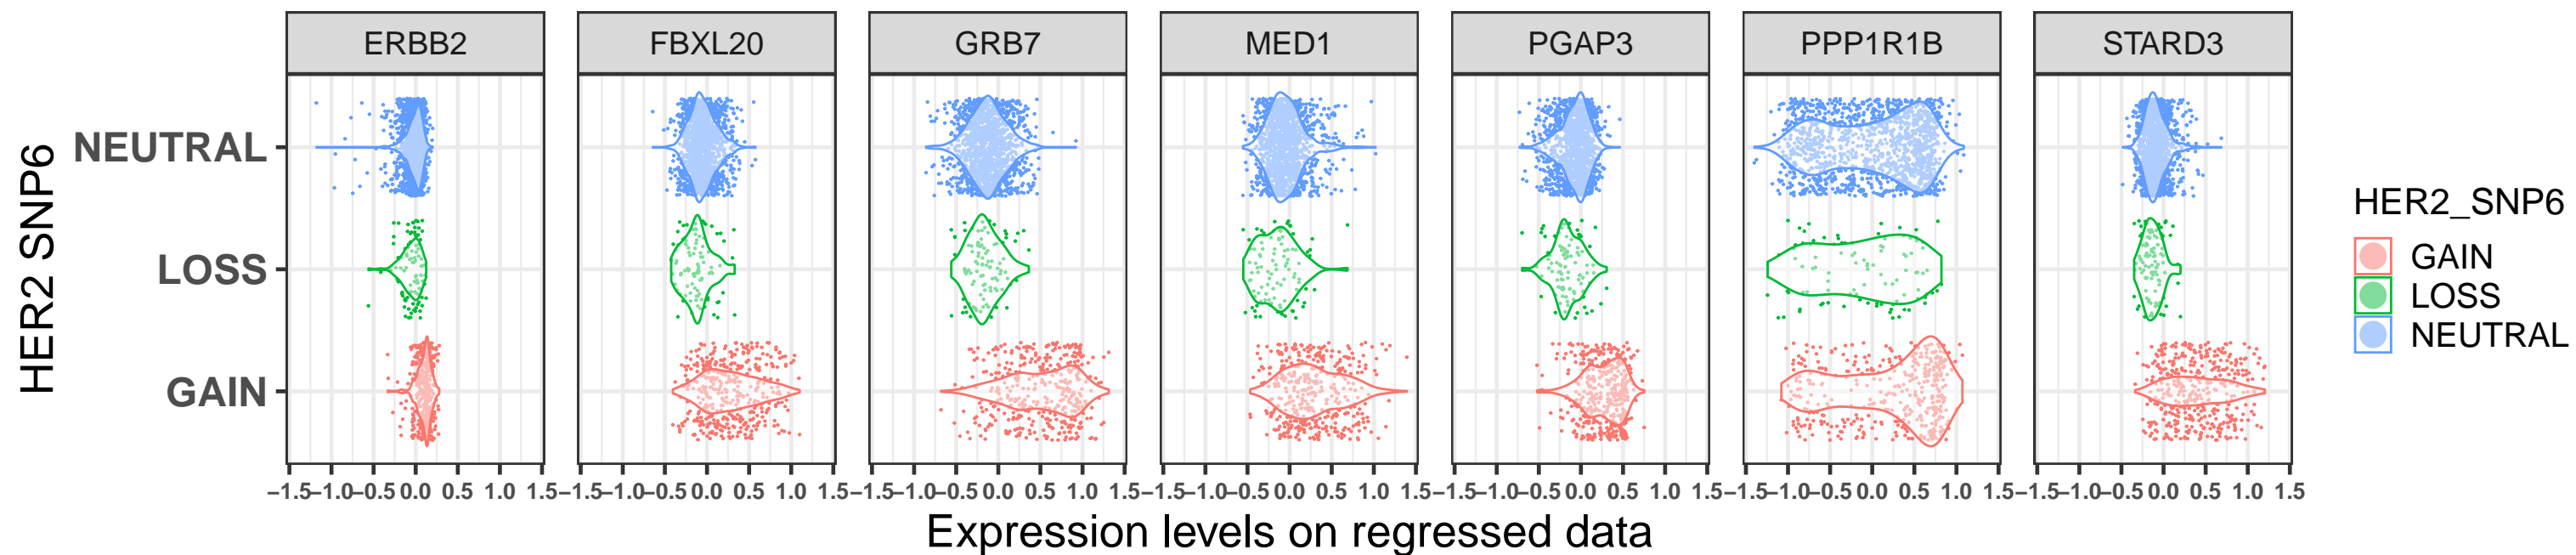 ERBB2 FBXL20 GRB7 MED1 PGAP3 PPP1R1B STARD3
HER2 SNP6
NEUTRAL
LOSS
GAIN
−1.5 −1.0 −0.5 0.0 0.5 1.0 1.5 −1.5 −1.0 −0.5 0.0 0.5 1.0 1.5 −1.5 −1.0 −0.5 0.0 0.5 1.0 1.5 −1.5 −1.0 −0.5 0.0 0.5 1.0 1.5 −1.5 −1.0 −0.5 0.0 0.5 1.0 1.5 −1.5 −1.0 −0.5 0.0 0.5 1.0 1.5 −1.5 −1.0 −0.5 0.0 0.5 1.0 1.5
Expression levels on regressed data
HER2_SNP6
GAIN
LOSS
NEUTRAL